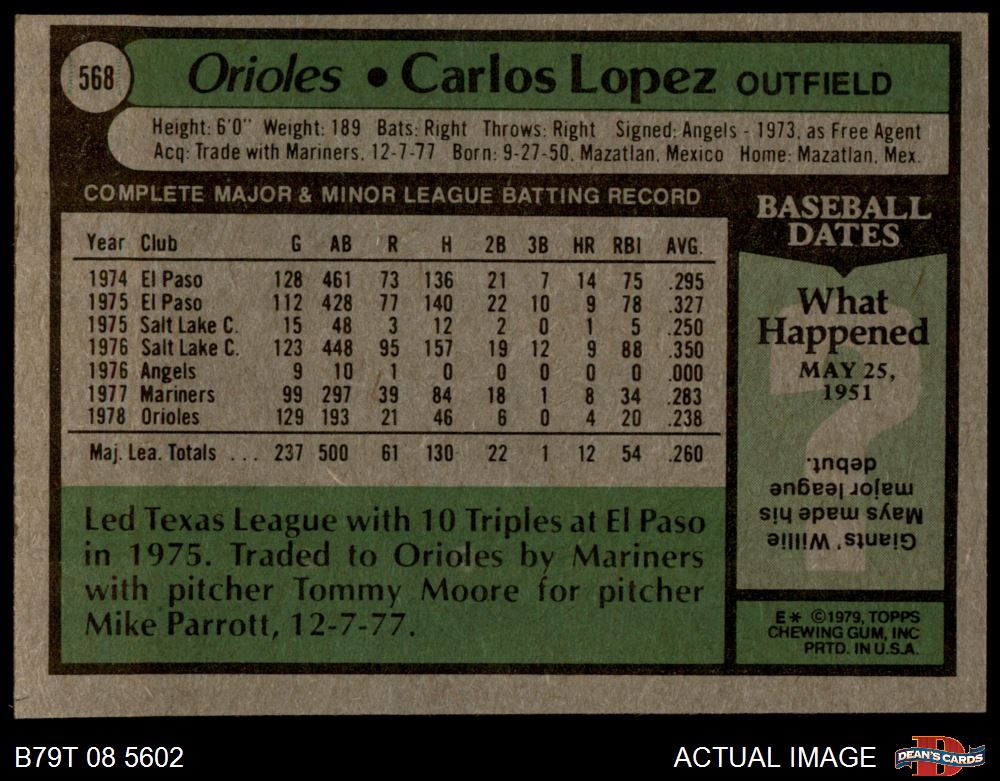 568
Orioles • Carlos Lopez OUTFIELD
Height: 6'0" Weight: 189 Bats: Right Throws: Right Signed: Angels - 1973, as Free Agent
Acq: Trade with Mariners, 12-7-77 Born: 9-27-50, Mazatlan, Mexico Home: Mazatlan, Mex.
COMPLETE MAJOR & MINOR LEAGUE BATTING RECORD
Year Club G AB R H 2B 3B HR RBI AVG.
1974 El Paso 128 461 73 136 21 7 14 75 .295
1975 El Paso 112 428 77 140 22 10 9 78 .327
1975 Salt Lake C. 15 48 3 12 2 0 1 5 .250
1976 Salt Lake C. 123 448 95 157 19 12 9 88 .350
1976 Angels 9 10 1 0 0 0 0 0 .000
1977 Mariners 99 297 39 84 18 1 8 34 .283
1978 Orioles 129 193 21 46 6 0 4 20 .238
Maj. Lea. Totals ... 237 500 61 130 22 1 12 54 .260
Led Texas League with 10 Triples at El Paso
in 1975. Traded to Orioles by Mariners
with pitcher Tommy Moore for pitcher
Mike Parrott, 12-7-77.
BASEBALL
DATES
What
Happened
MAY 25,
1951
?
Giants' Willie
Mays made his
major league
debut.
E* ©1979, TOPPS
CHEWING GUM, INC
PRTD. IN U.S.A.
B79T 08 5602
ACTUAL IMAGE
D
DEAN'S CARDS